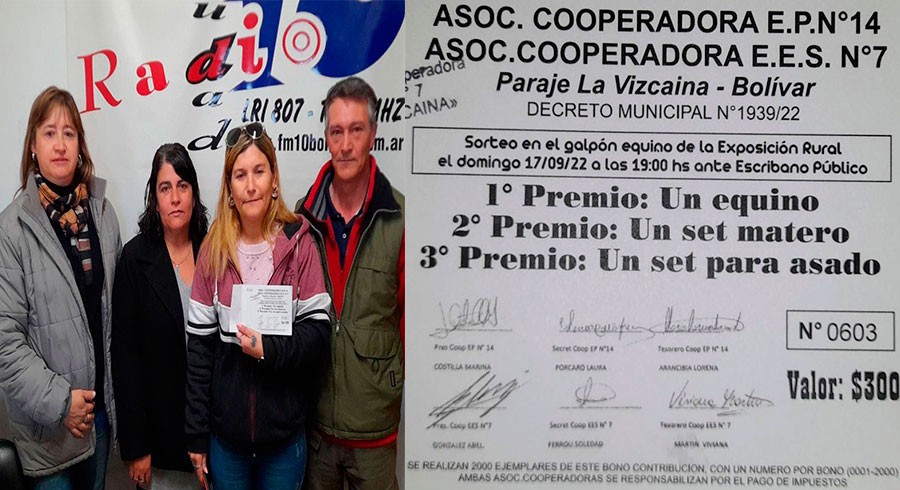 Radio
10
udad
LRI 807
HZ
fm10bo
m.ar
ASOC. COOPERADORA E.P.N°14
ASOC.COOPERADORA E.E.S. N°7
operadora
° 7
CAINA»
Paraje La Vizcaina - Bolívar
DECRETO MUNICIPAL N°1939/22
Sorteo en el galpón equino de la Exposición Rural
el domingo 17/09/22 a las 19:00 hs ante Escribano Público
1° Premio: Un equino
2° Premio: Un set matero
3° Premio: Un set para asado
N° 0603
Pres Coop EP N° 14 Secret Coop EP N°14 Tesorero Coop EP N° 14
COSTILLA MARINA PORCARO LAURA ARANCIBIA LORENA
Valor: $300
Pres. Coop EES N° 7 Secret Coop EES N° 7 Tesorero Coop EES N° 7
GONZALEZ ABEL FERROU SOLEDAD MARTIN VIVIANA
SE REALIZAN 2000 EJEMPLARES DE ESTE BONO CONTRIBUCION, CON UN NUMERO POR BONO (0001-2000)
AMBAS ASOC.COOPERADORAS SE RESPONSABILIZAN POR EL PAGO DE IMPUESTOS